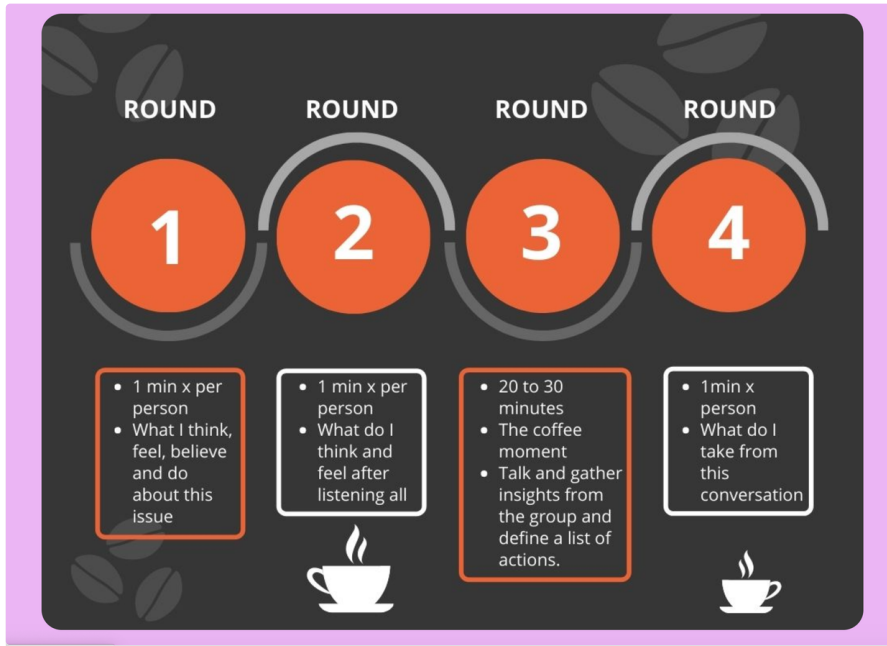 ROUND
1
• 1 min x per
person
• What I think,
feel, believe
and do
about this
issue
ROUND
2
• 1 min x per
person
• What do I
think and
feel after
listening all
ROUND
3
• 20 to 30
minutes
• The coffee
moment
• Talk and gather
insights from
the group and
define a list of
actions.
ROUND
4
• 1min x
person
• What do I
take from
this
conversation